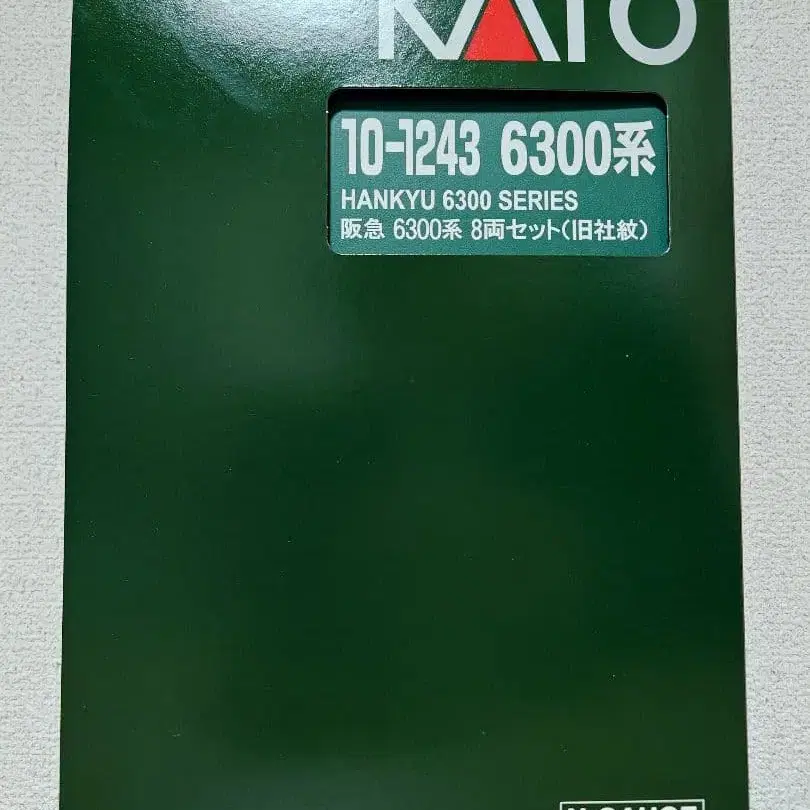 KATO
10-1243 6300系
HANKYU 6300 SERIES
阪急 6300系 8両セット(旧社紋)
N GAUGE